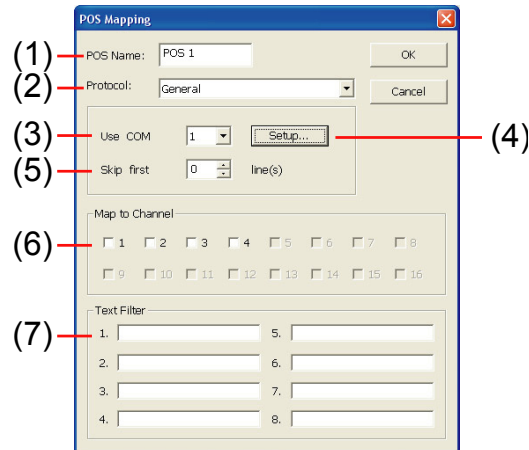 POS Mapping
(1) POS Name: POS 1 OK
(2) Protocol: General Cancel
(3) Use COM 1 Setup... (4)
(5) Skip first 0 line(s)
Map to Channel
(6) 1 2 3 4 5 6 7 8
9 10 11 12 13 14 15 16
Text Filter
(7) 1. 5.
2. 6.
3. 7.
4. 8.